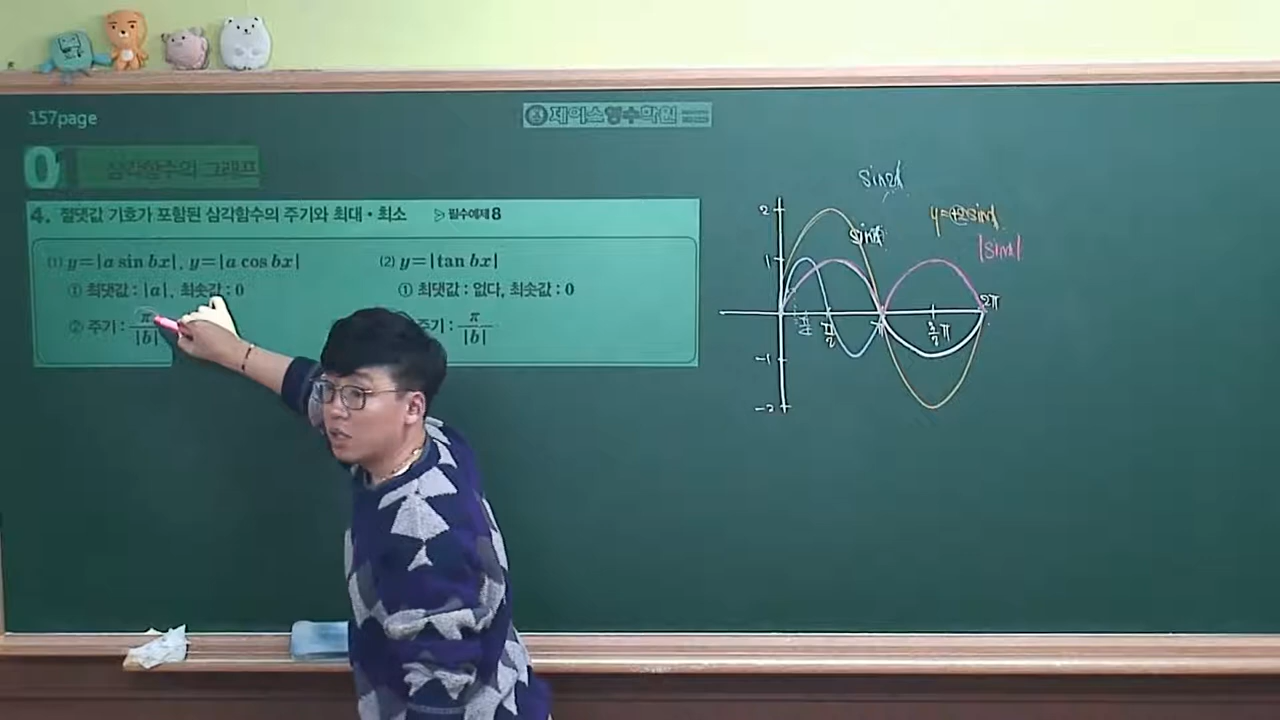 157page
제이스영수학원
01 삼각함수의 그래프
4. 절댓값 기호가 포함된 삼각함수의 주기와 최대·최소 ▷ 필수예제 8
(1) y=|a sin bx|, y=|a cos bx|
① 최댓값 : |a|, 최솟값 : 0
② 주기 : π/|b|
(2) y=|tan bx|
① 최댓값 : 없다, 최솟값 : 0
주기 : π/|b|
sin2x
sinx
|sinx|
2
1
-1
-2
π/2
π
3/2 π
2π